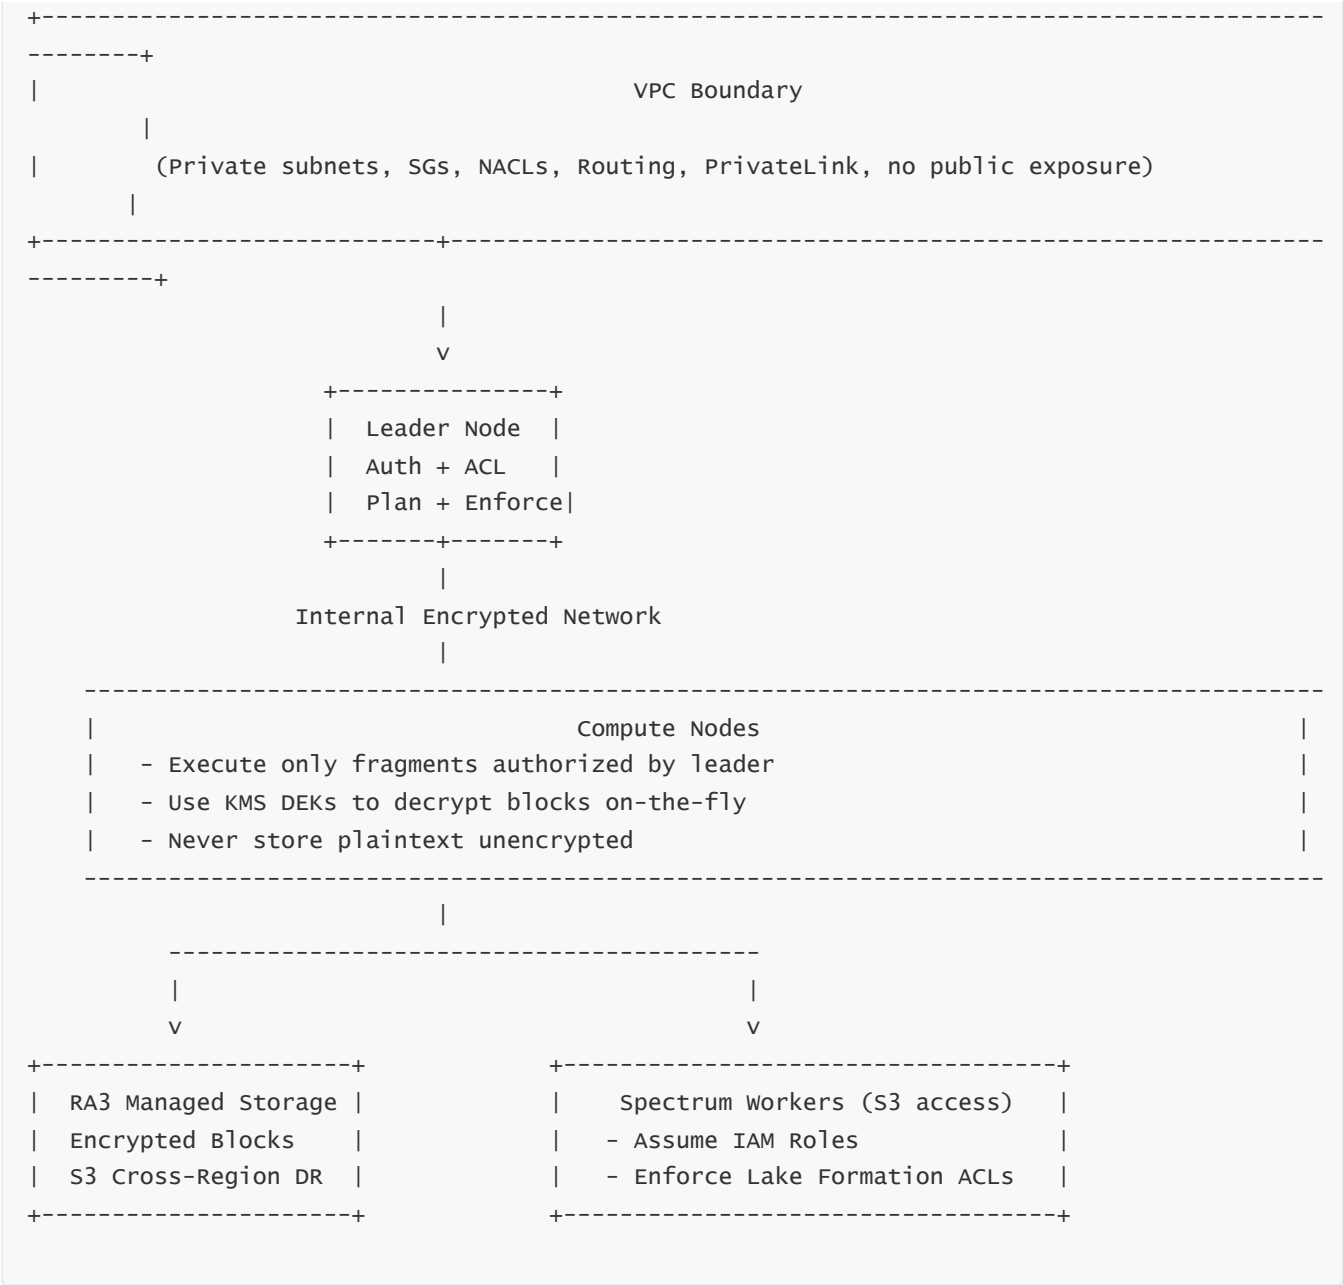 +-------------------------------------------------------------------------------------------
--------+
|                                          VPC Boundary
        |
|        (Private subnets, SGs, NACLs, Routing, PrivateLink, no public exposure)
       |
+----------------------------+--------------------------------------------------------------
---------+
                             |
                             v
                     +---------------+
                     |  Leader Node  |
                     |  Auth + ACL   |
                     |  Plan + Enforce|
                     +-------+-------+
                             |
                   Internal Encrypted Network
                             |
    ----------------------------------------------------------------------------------------
    |                                  Compute Nodes                                      |
    |   - Execute only fragments authorized by leader                                     |
    |   - Use KMS DEKs to decrypt blocks on-the-fly                                       |
    |   - Never store plaintext unencrypted                                               |
    ----------------------------------------------------------------------------------------
                             |
          ------------------------------------------
          |                                        |
          v                                        v
+----------------------+             +-----------------------------------+
|  RA3 Managed Storage |             |    Spectrum Workers (S3 access)   |
|  Encrypted Blocks    |             |   - Assume IAM Roles              |
|  S3 Cross-Region DR  |             |   - Enforce Lake Formation ACLs   |
+----------------------+             +-----------------------------------+